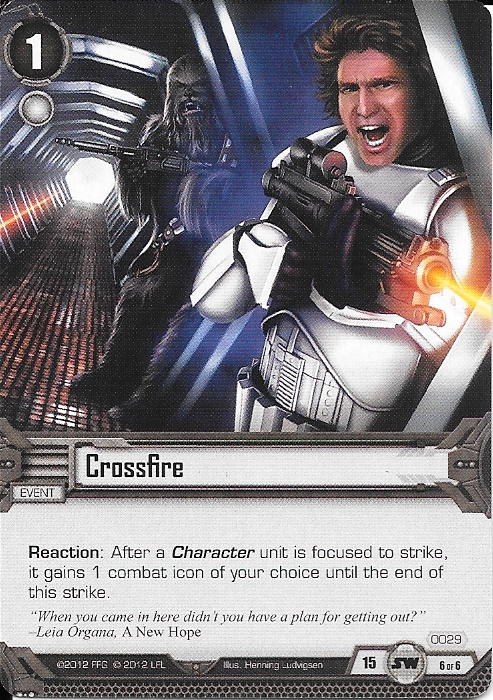 1
Crossfire
EVENT
Reaction: After a Character unit is focused to strike,
it gains 1 combat icon of your choice until the end of
this strike.
“When you came in here didn't you have a plan for getting out?”
–Leia Organa, A New Hope
0029
©2012 FFG © 2012 LFL
Illus. Henning Ludvigsen
15
SW
6 OF 6